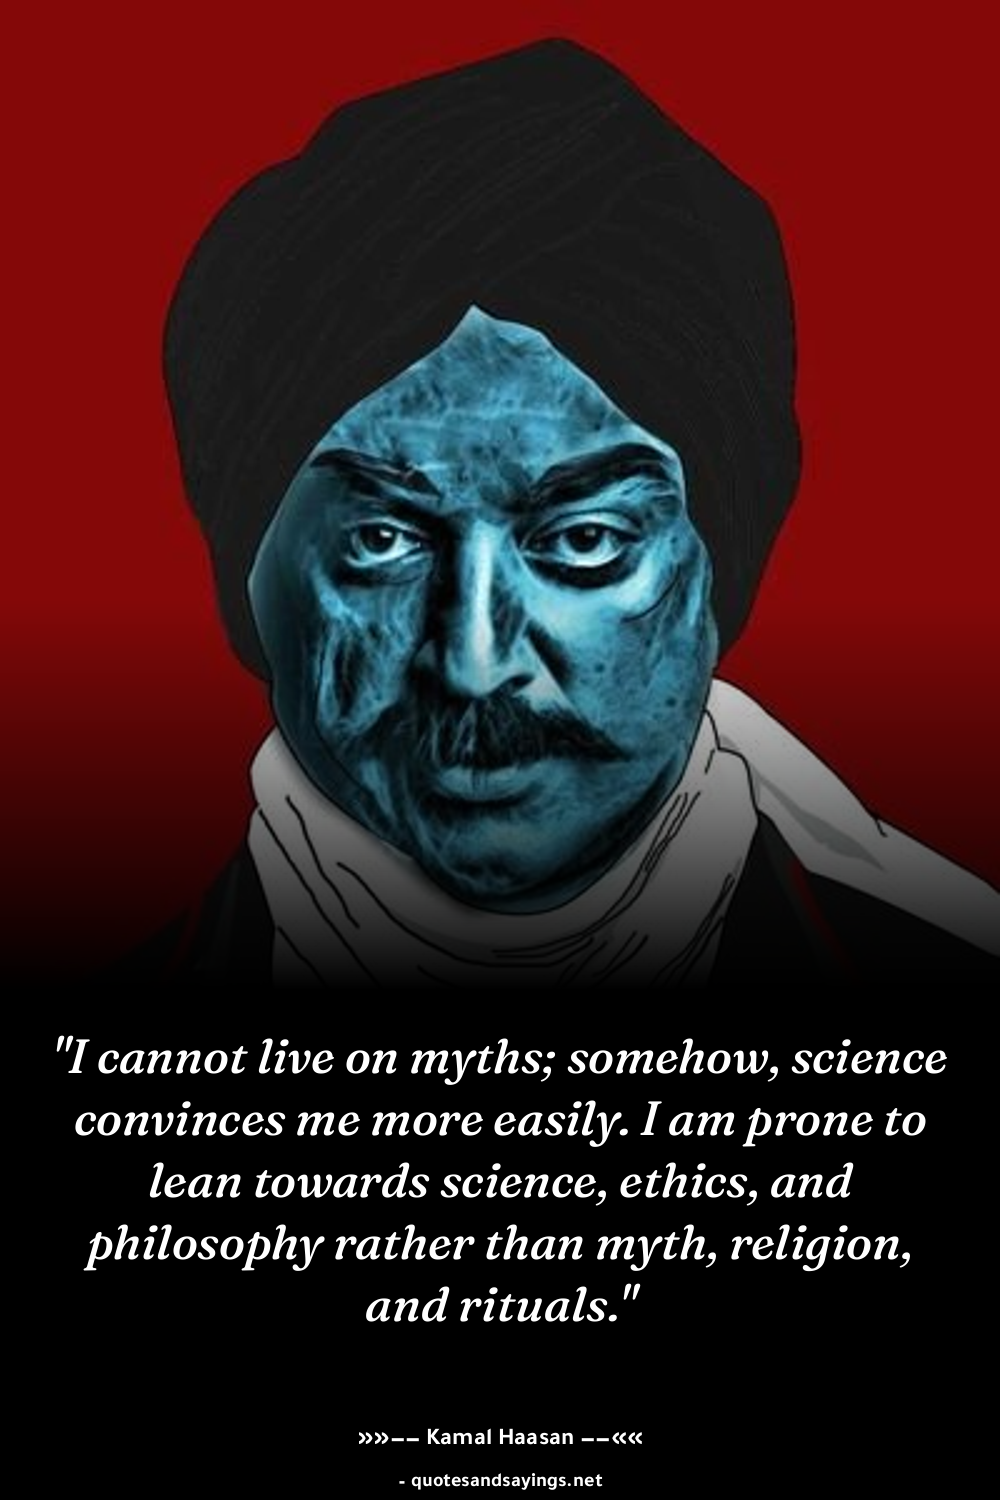 "I cannot live on myths; somehow, science
convinces me more easily. I am prone to
lean towards science, ethics, and
philosophy rather than myth, religion,
and rituals."
»»−− Kamal Haasan −−««
- quotesandsayings.net